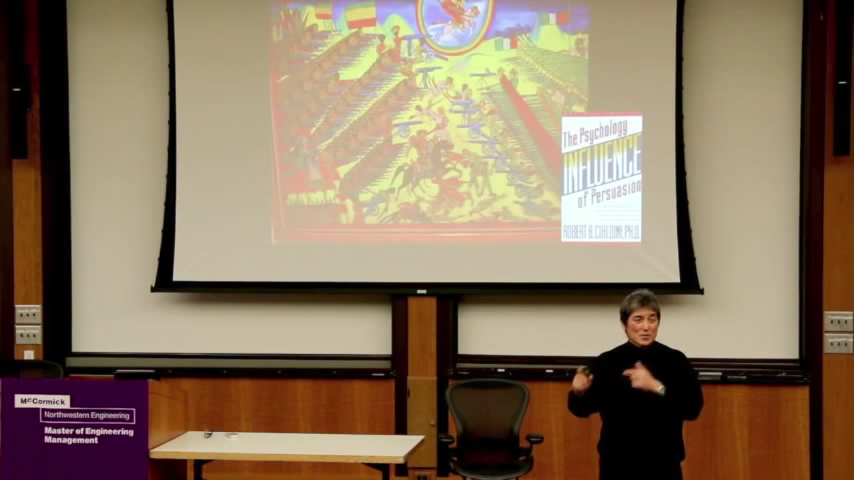 The Psychology
INFLUENCE
of Persuasion
ROBERT B. CIALDINI, PH.D.
McCormick
Northwestern Engineering
Master of Engineering
Management